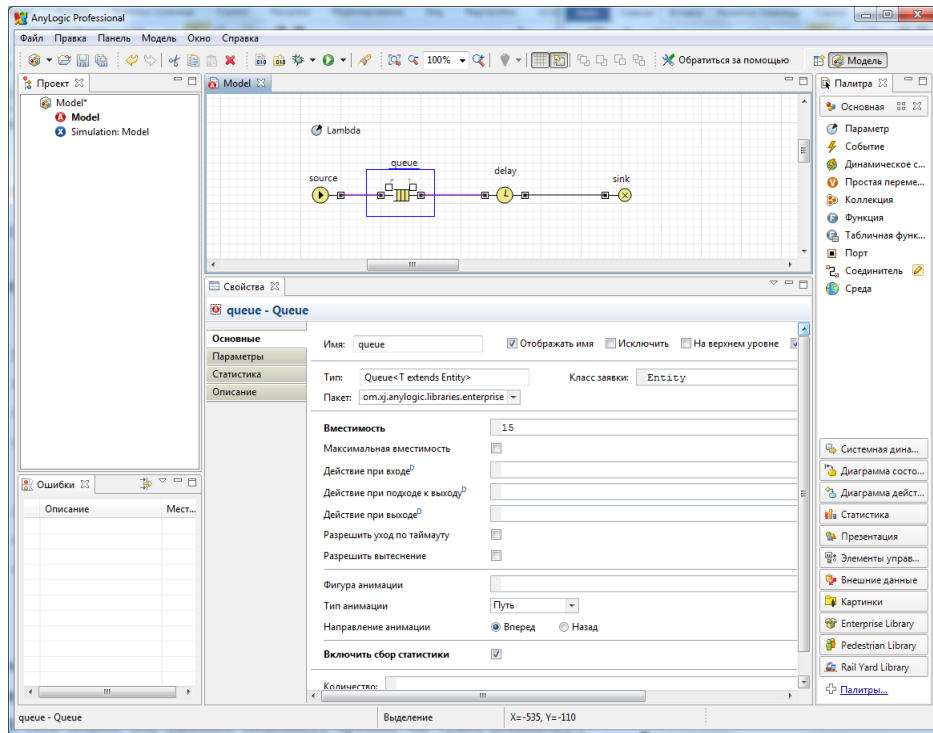 AnyLogic Professional
Файл Правка Панель Модель Окно Справка
100% Обратиться за помощью Модель
Проект
Model*
Model
Simulation: Model
Model
Lambda
source
queue
delay
sink
Палитра
Основная
Параметр
Событие
Динамическое с...
Простая переме...
Коллекция
Функция
Табличная функ...
Порт
Соединитель
Среда
Системная дина...
Диаграмма состо...
Диаграмма дейст...
Статистика
Презентация
Элементы управ...
Внешние данные
Картинки
Enterprise Library
Pedestrian Library
Rail Yard Library
Палитры...
Ошибки
Описание Мест...
Свойства
queue - Queue
Основные
Параметры
Статистика
Описание
Имя: queue Отображать имя Исключить На верхнем уровне
Тип: Queue<T extends Entity> Класс заявки: Entity
Пакет: om.xj.anylogic.libraries.enterprise
Вместимость 15
Максимальная вместимость
Действие при входеD
Действие при подходе к выходуD
Действие при выходеD
Разрешить уход по таймауту
Разрешить вытеснение
Фигура анимации
Тип анимации Путь
Направление анимации Вперед Назад
Включить сбор статистики
Количество:
queue - Queue Выделение X=-535, Y=-110